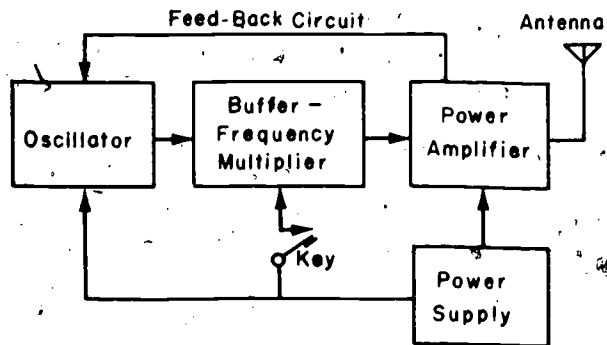 Feed-Back Circuit
Antenna
Oscillator
Buffer –
Frequency
Multiplier
Power
Amplifier
Key
Power
Supply